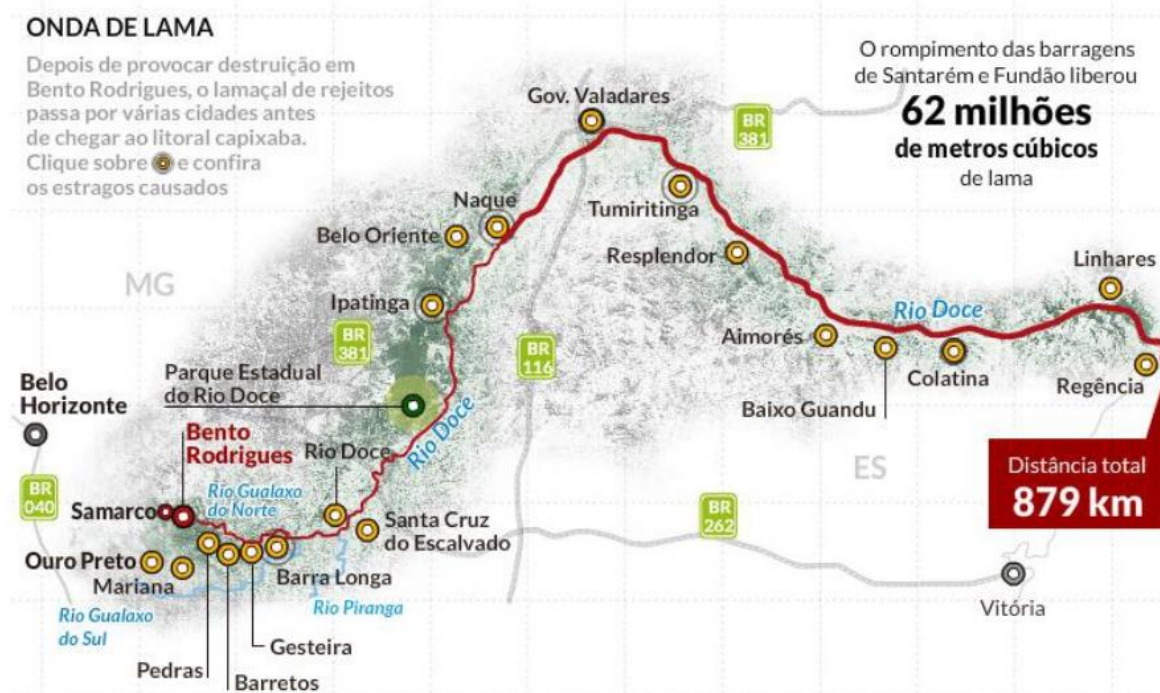 ONDA DE LAMA
Depois de provocar destruição em
Bento Rodrigues, o lamaçal de rejeitos
passa por várias cidades antes
de chegar ao litoral capixaba.
Clique sobre e confira
os estragos causados
O rompimento das barragens
de Santarém e Fundão liberou
62 milhões
de metros cúbicos
de lama
Gov. Valadares
BR
381
Naque
Tumiritinga
Belo Oriente
Resplendor
Linhares
MG
Ipatinga
Rio Doce
BR
381
BR
116
Aimorés
Parque Estadual
do Rio Doce
Colatina
Regência
Belo
Horizonte
Baixo Guandu
Rio Doce
Bento
Rodrigues
Rio Doce
ES
Distância total
879 km
BR
040
Rio Gualaxo
do Norte
Samarco
BR
262
Santa Cruz
do Escalvado
Ouro Preto
Mariana
Barra Longa
Rio Piranga
Vitória
Rio Gualaxo
do Sul
Gesteira
Pedras
Barretos